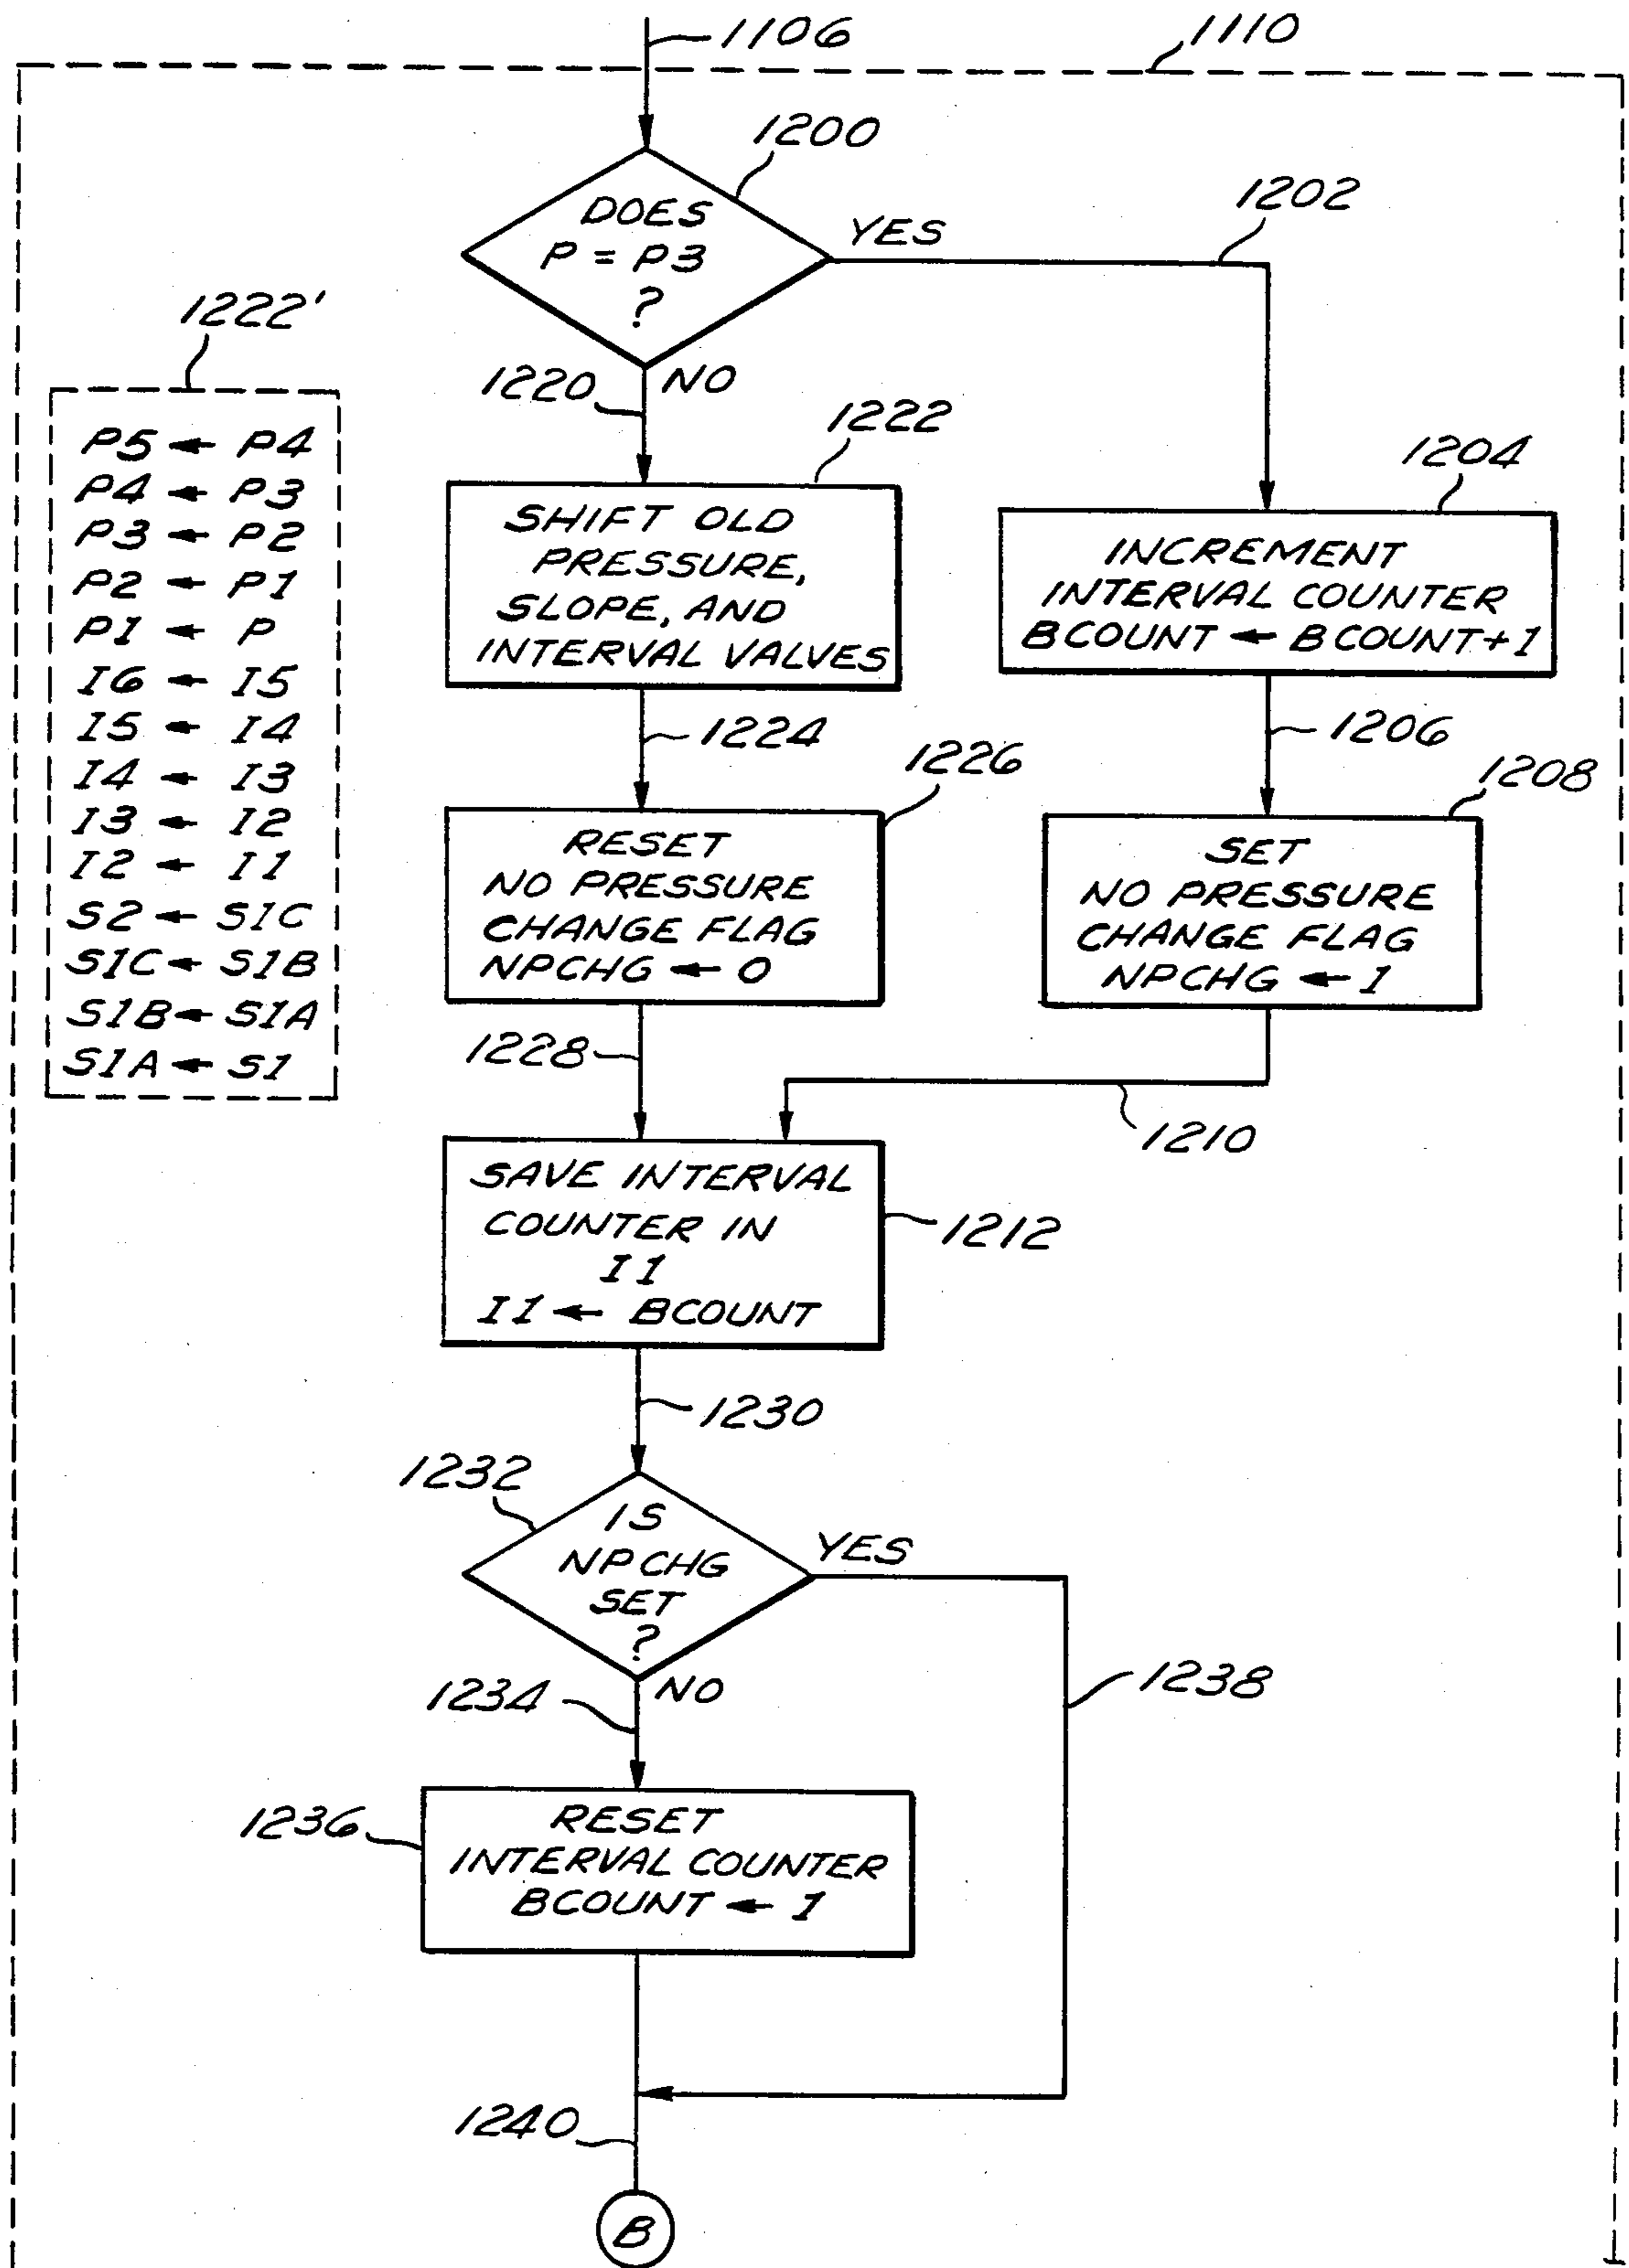 1106
1110
1200
DOES
P = P3
?
YES
1202
NO
1220
1222'
P5 ← P4
P4 ← P3
P3 ← P2
P2 ← P1
P1 ← P
I6 ← I5
I5 ← I4
I4 ← I3
I3 ← I2
I2 ← I1
S2 ← S1C
S1C ← S1B
S1B ← S1A
S1A ← S1
1222
SHIFT OLD
PRESSURE,
SLOPE, AND
INTERVAL VALVES
1204
INCREMENT
INTERVAL COUNTER
BCOUNT ← BCOUNT+1
1224
1206
1226
RESET
NO PRESSURE
CHANGE FLAG
NPCHG ← 0
1208
SET
NO PRESSURE
CHANGE FLAG
NPCHG ← 1
1228
1210
SAVE INTERVAL
COUNTER IN
I1
I1 ← BCOUNT
1212
1230
1232
IS
NPCHG
SET
?
YES
1238
NO
1234
1236
RESET
INTERVAL COUNTER
BCOUNT ← 1
1240
B